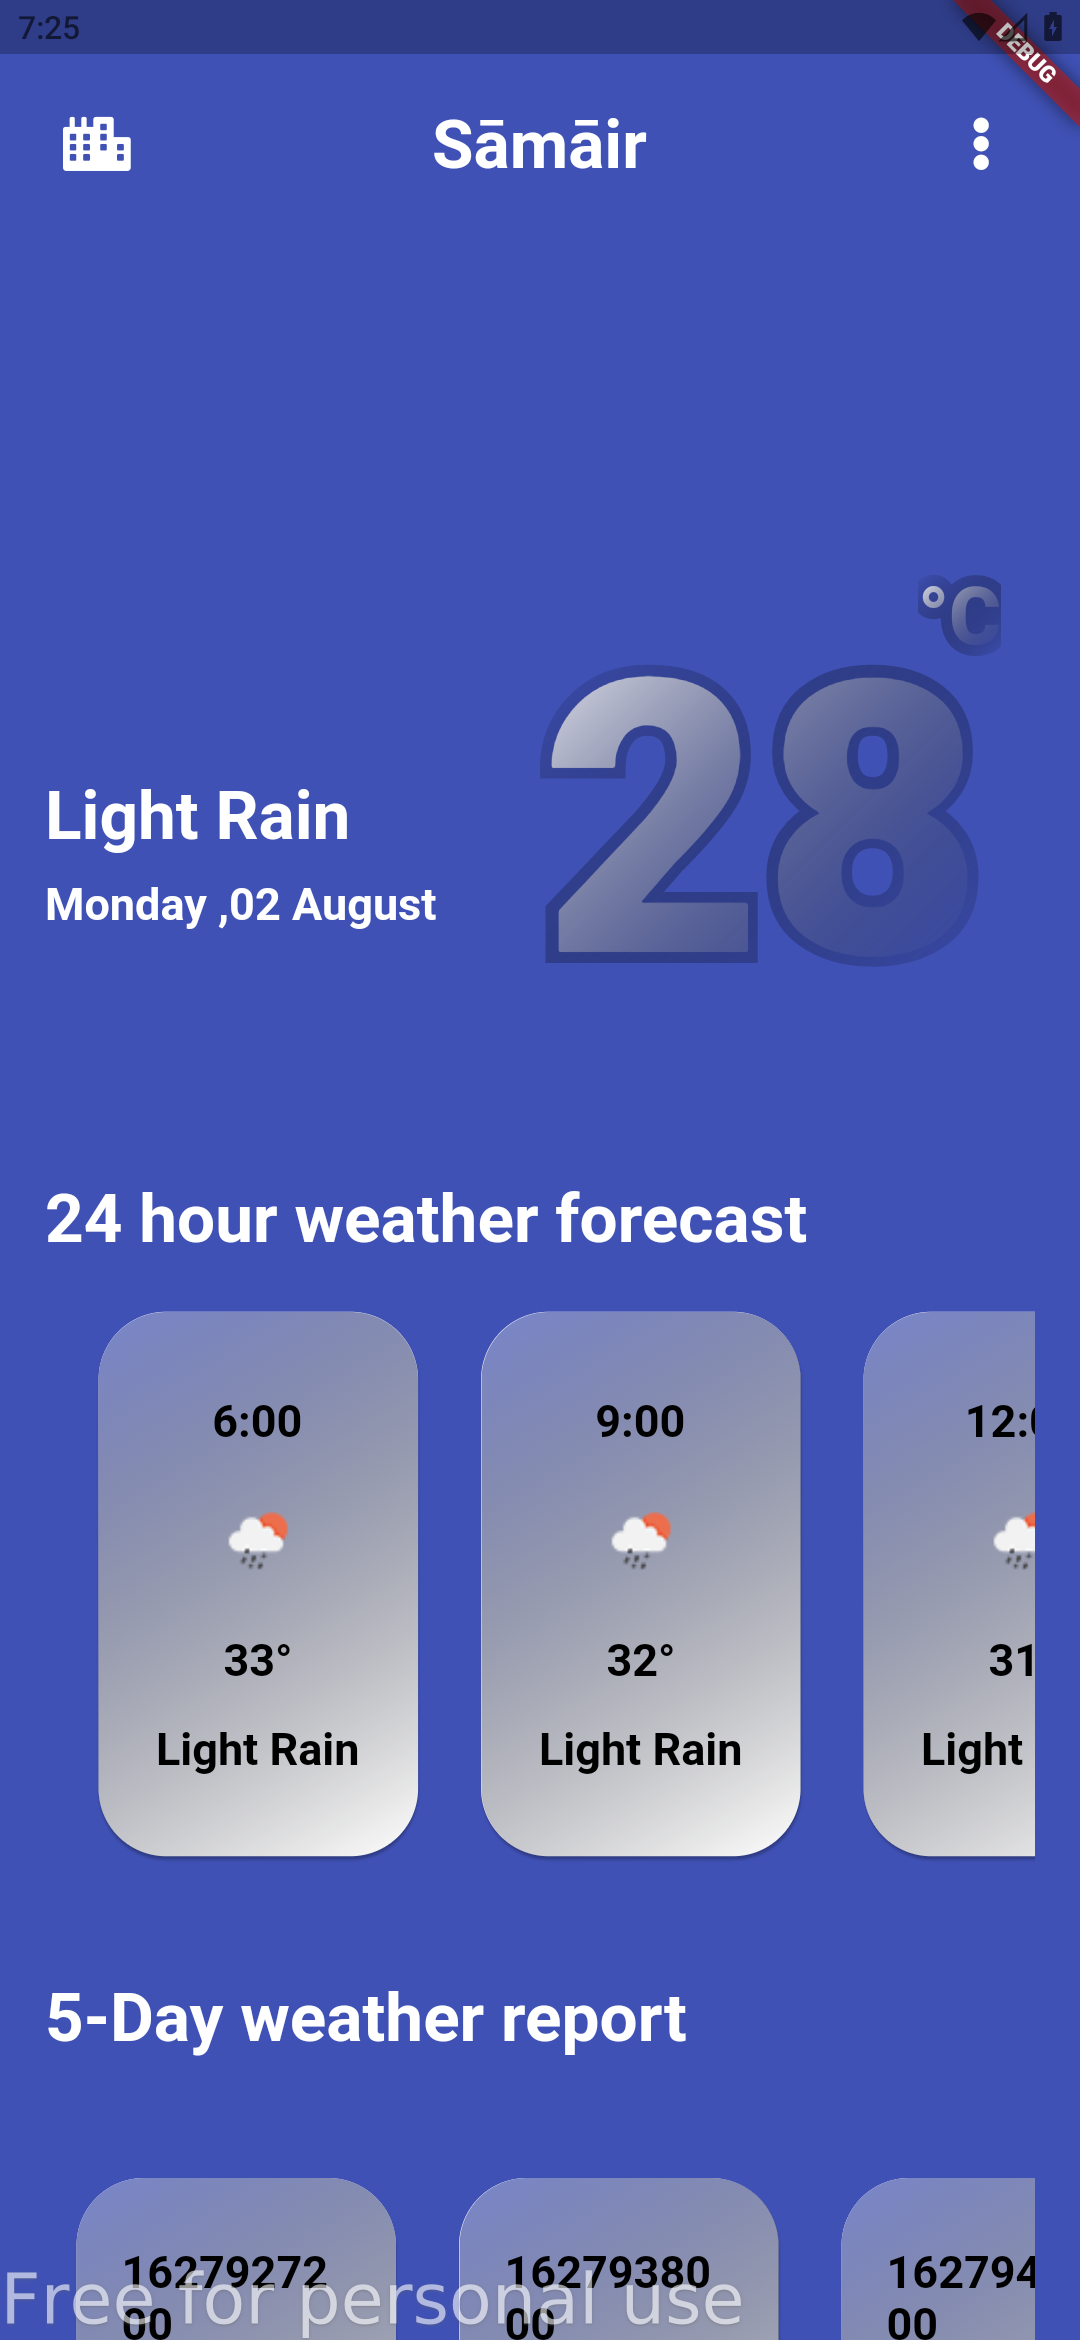 7:25
DEBUG
Sāmāir
°C
28
Light Rain
Monday ,02 August
24 hour weather forecast
6:00 9:00 12:0
33° 32° 31
Light Rain Light Rain Light
5-Day weather report
16279272 16279380 162794
00 00 00
Free for personal use